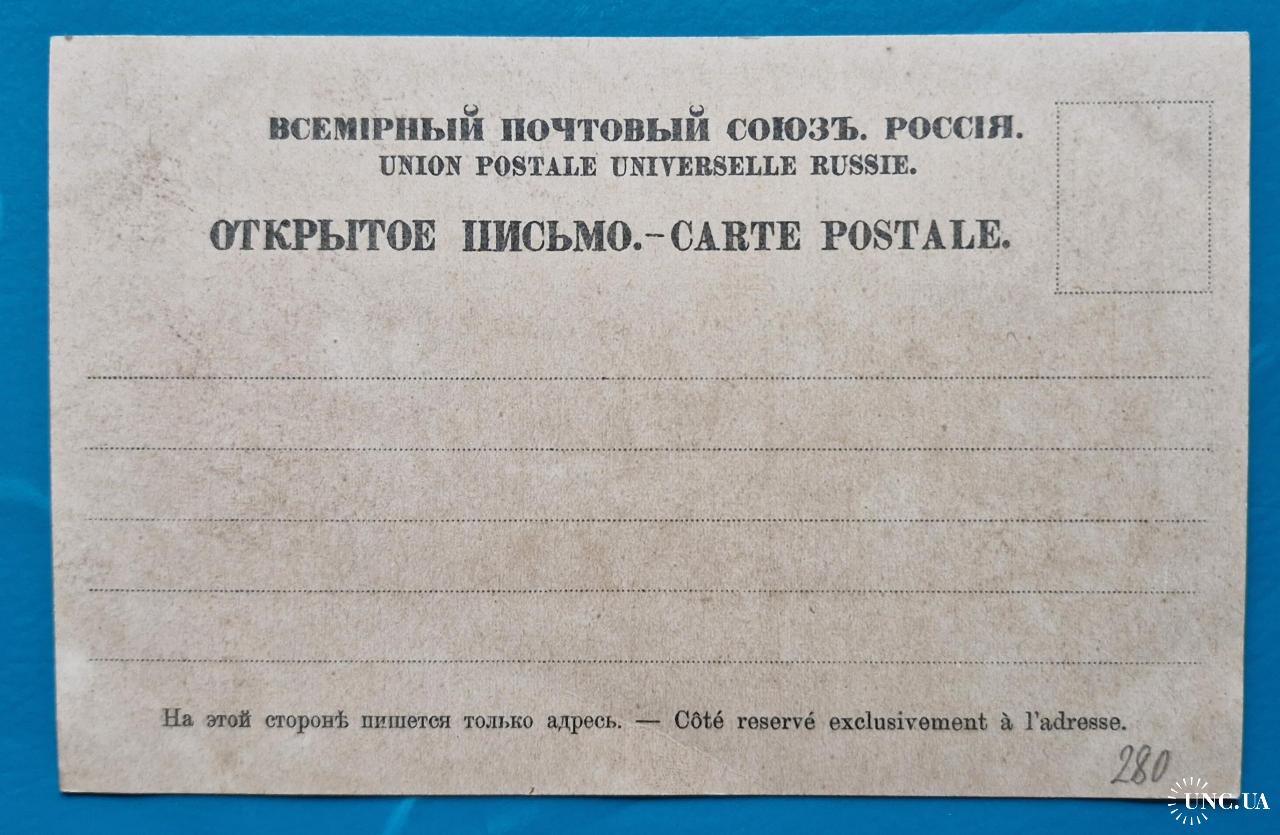 ВСЕМІРНЫЙ ПОЧТОВЫЙ СОЮЗЪ. РОССІЯ.
UNION POSTALE UNIVERSELLE RUSSIE.
ОТКРЫТОЕ ПИСЬМО.-CARTE POSTALE.
На этой сторонѣ пишется только адресь. — Côté reservé exclusivement à l'adresse.
280
UNC.UA